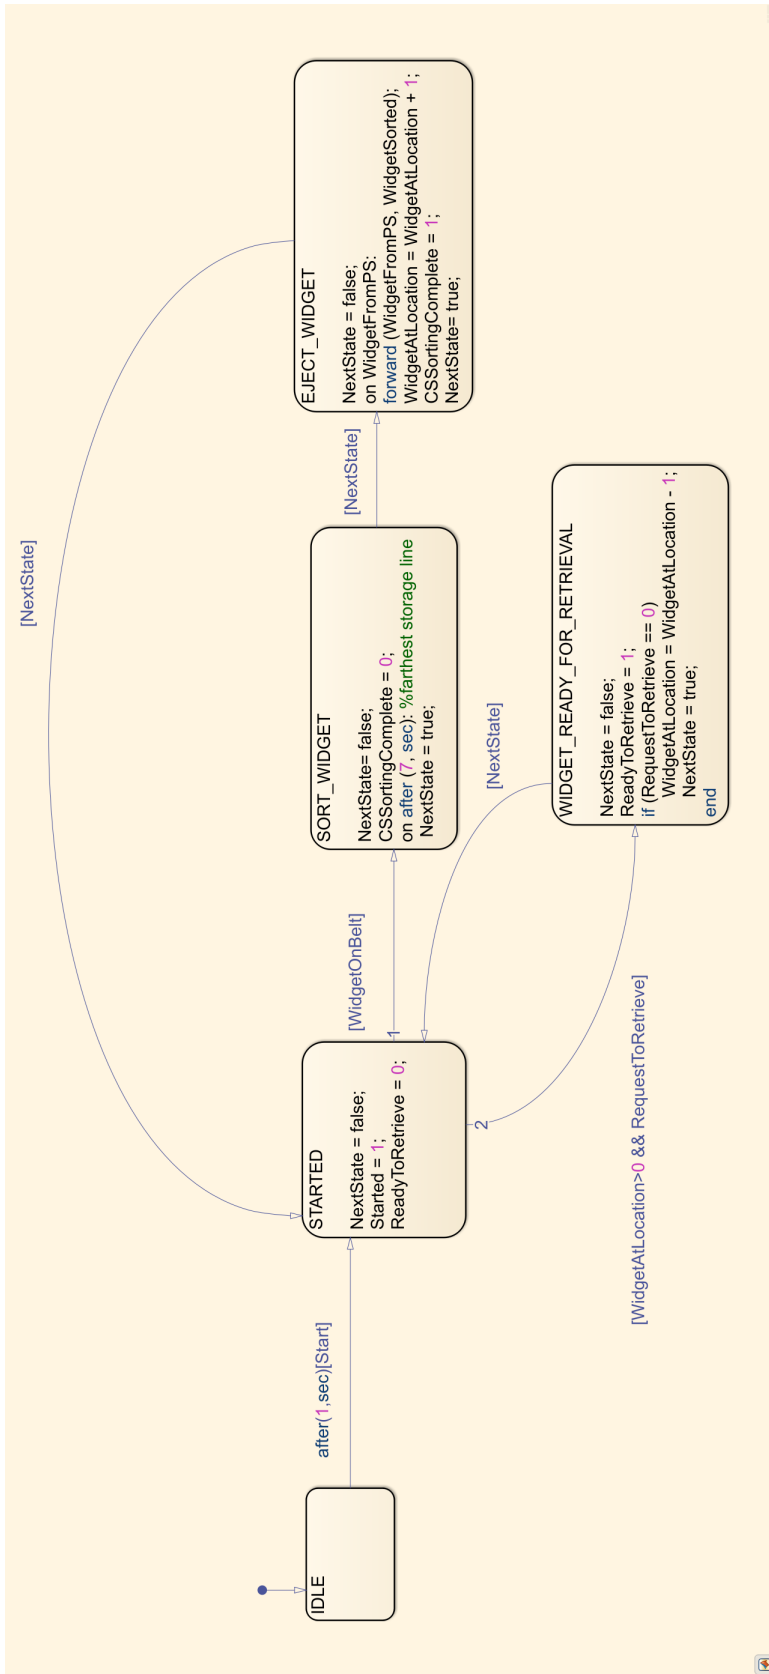 [NextState]
EJECT_WIDGET
NextState = false;
on WidgetFromPS:
forward (WidgetFromPS, WidgetSorted);
WidgetAtLocation = WidgetAtLocation + 1;
CSSortingComplete = 1;
NextState= true;
[NextState]
SORT_WIDGET
NextState= false;
CSSortingComplete = 0;
on after (7, sec): %farthest storage line
NextState = true;
[WidgetOnBelt]
1
STARTED
NextState = false;
Started = 1;
ReadyToRetrieve = 0;
2
after(1,sec)[Start]
IDLE
[NextState]
WIDGET_READY_FOR_RETRIEVAL
NextState = false;
ReadyToRetrieve = 1;
if (RequestToRetrieve == 0)
WidgetAtLocation = WidgetAtLocation - 1;
NextState = true;
end
[WidgetAtLocation>0 && RequestToRetrieve]